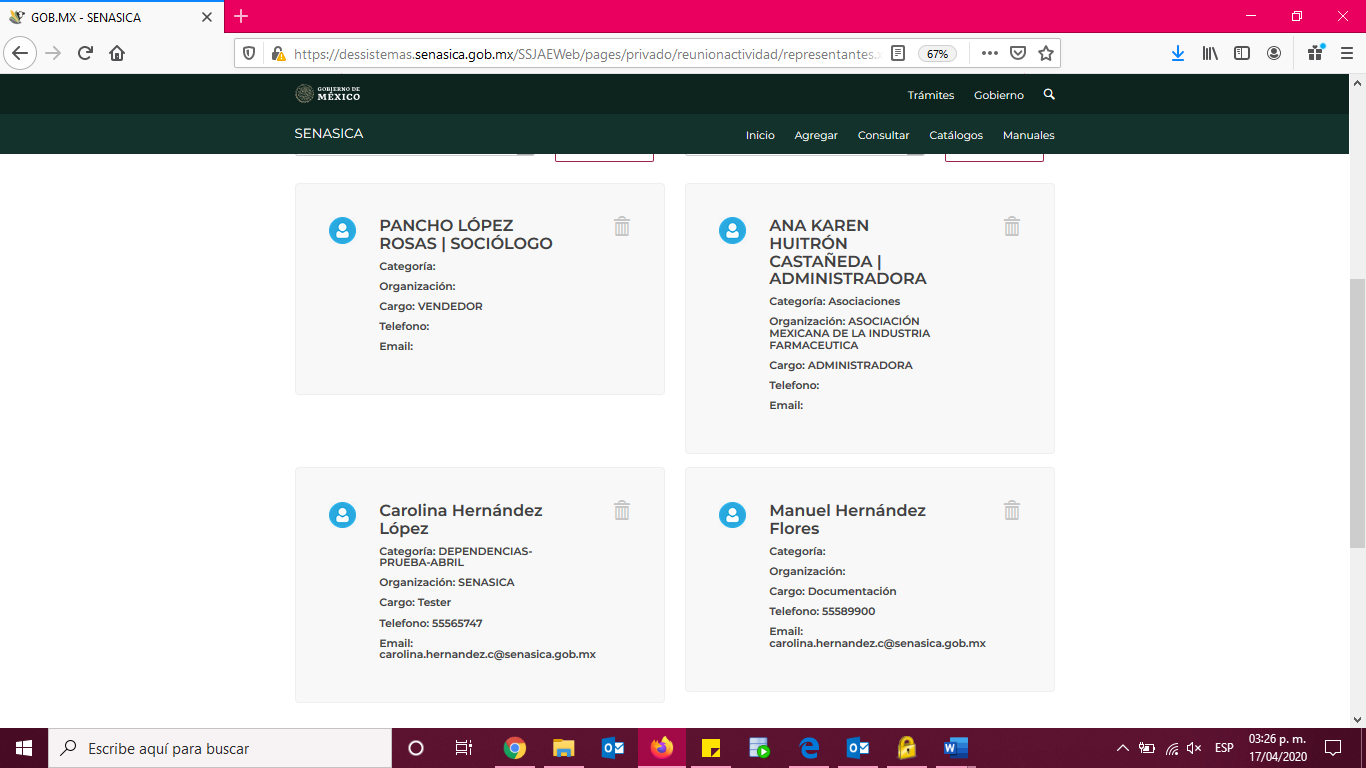 GOB.MX - SENASICA
https://dessistemas.senasica.gob.mx/SSJAEWeb/pages/privado/reunionactividad/representantes.x
67%
GOBIERNO DE
MÉXICO
Trámites
Gobierno
SENASICA
Inicio
Agregar
Consultar
Catálogos
Manuales
PANCHO LÓPEZ
ROSAS | SOCIÓLOGO
Categoría:
Organización:
Cargo: VENDEDOR
Telefono:
Email:
ANA KAREN
HUITRÓN
CASTAÑEDA |
ADMINISTRADORA
Categoría: Asociaciones
Organización: ASOCIACIÓN
MEXICANA DE LA INDUSTRIA
FARMACEUTICA
Cargo: ADMINISTRADORA
Telefono:
Email:
Carolina Hernández
López
Categoría: DEPENDENCIAS-
PRUEBA-ABRIL
Organización: SENASICA
Cargo: Tester
Telefono: 55565747
Email:
carolina.hernandez.c@senasica.gob.mx
Manuel Hernández
Flores
Categoría:
Organización:
Cargo: Documentación
Telefono: 55589900
Email:
carolina.hernandez.c@senasica.gob.mx
Escribe aquí para buscar
ESP
03:26 p. m.
17/04/2020